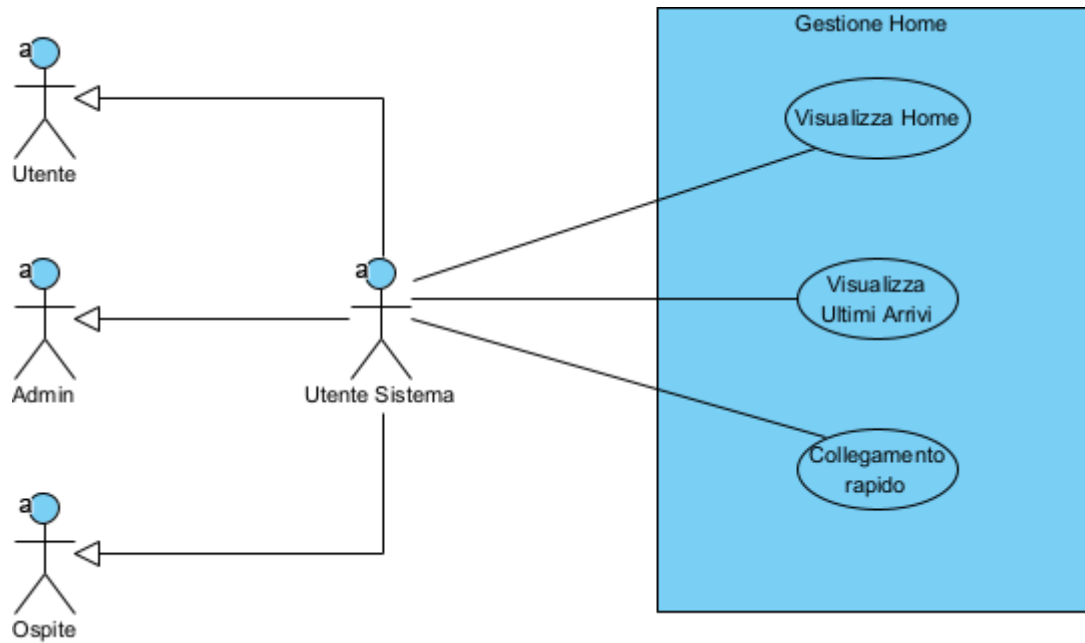 Gestione Home
a
Utente
Visualizza Home
a
Admin
a
Utente Sistema
Visualizza
Ultimi Arrivi
Collegamento
rapido
a
Ospite